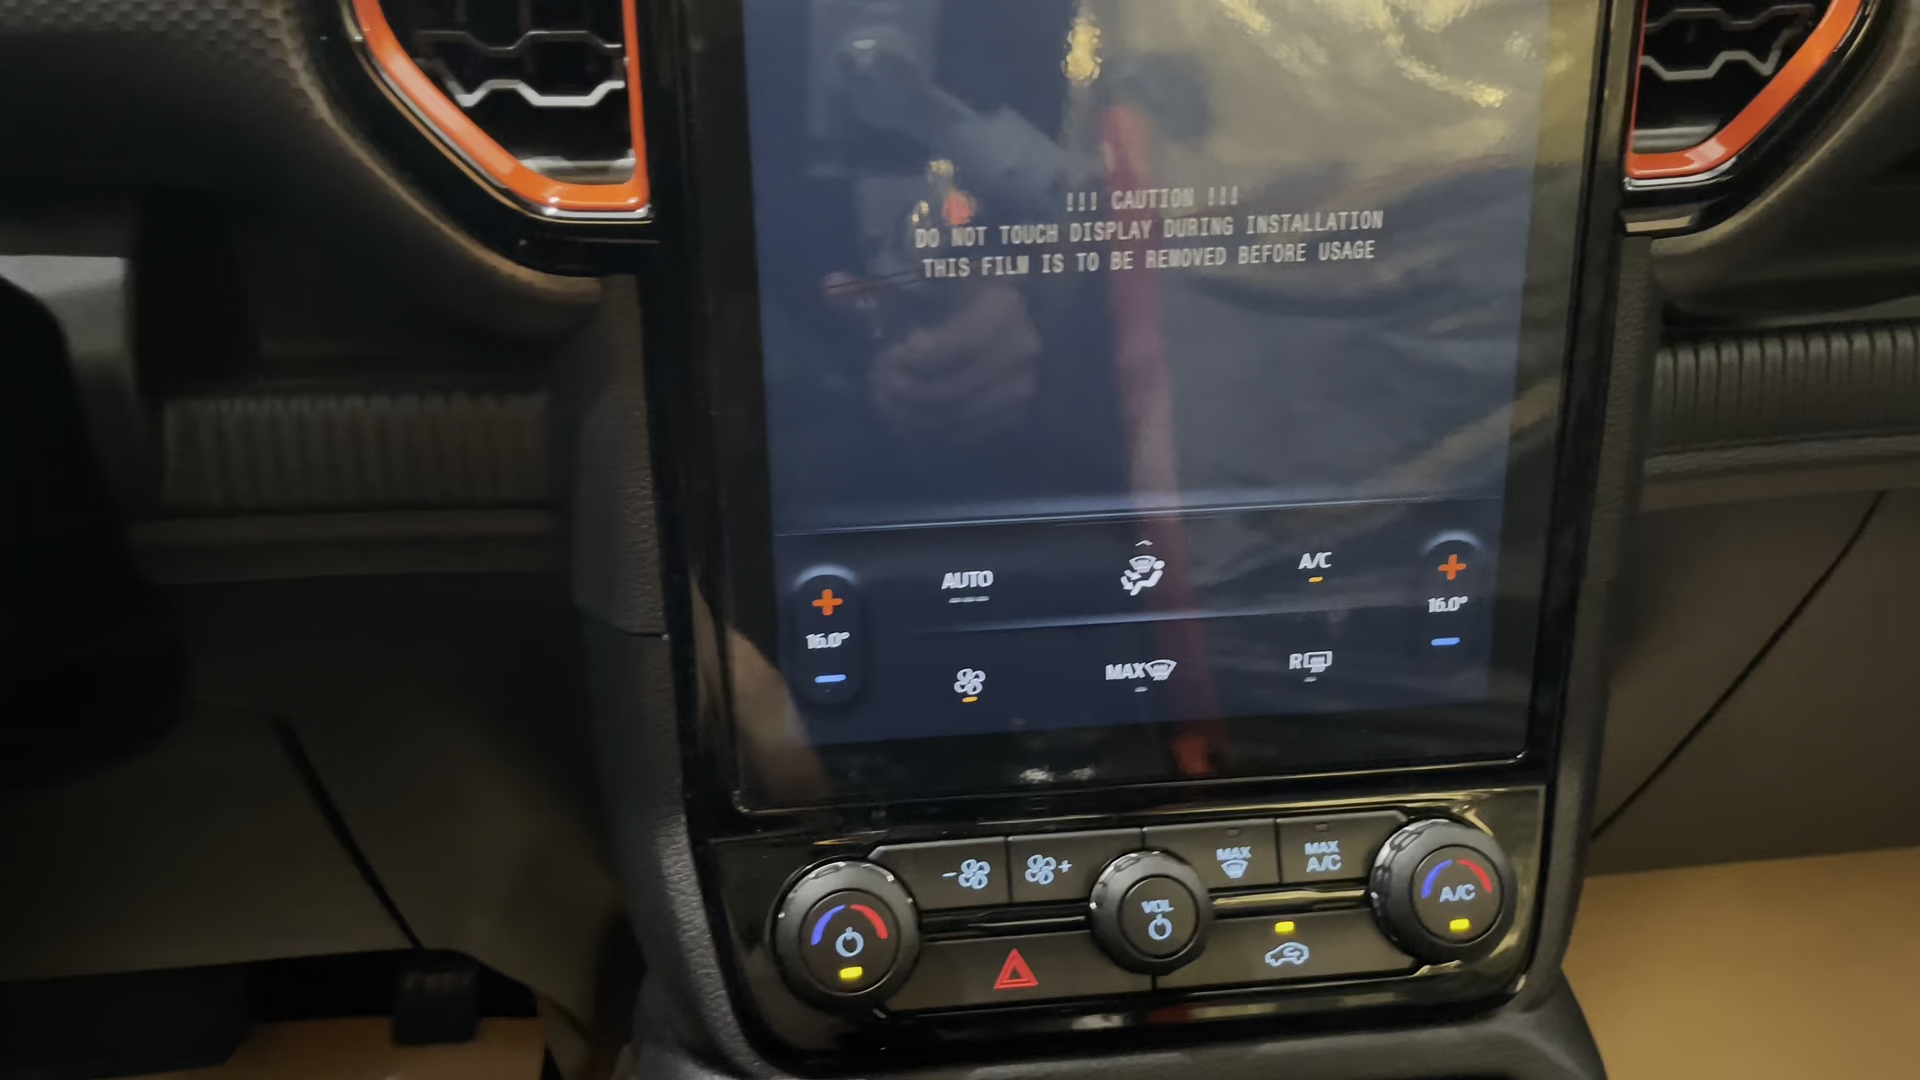 !!! CAUTION !!!
DO NOT TOUCH DISPLAY DURING INSTALLATION
THIS FILM IS TO BE REMOVED BEFORE USAGE
AUTO
A/C
16.0°
16.0°
MAX
R
- +
MAX
MAX
A/C
VOL
A/C